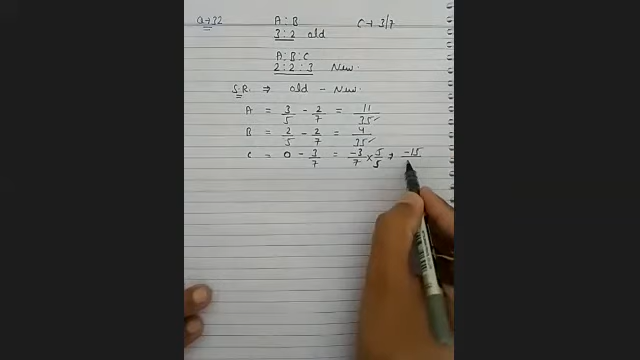 Q→32 A : B C → 3/7
3 : 2 old
A : B : C
2 : 2 : 3 New.
S.R. ⇒ old - New.
A = 3/5 - 2/7 = 11/35 ✓
B = 2/5 - 2/7 = 4/35 ✓
C = 0 - 3/7 = -3/7 × 5/5 → -15